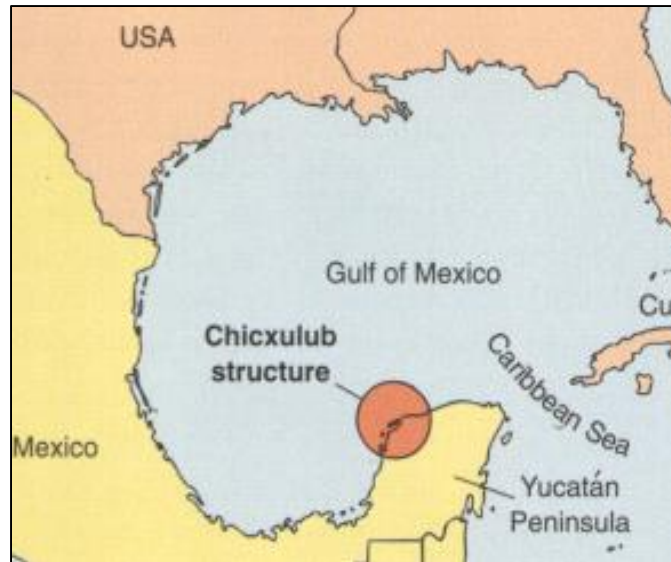 USA
Gulf of Mexico
Cu
Chicxulub
structure
Caribbean Sea
Mexico
Yucatán
Peninsula